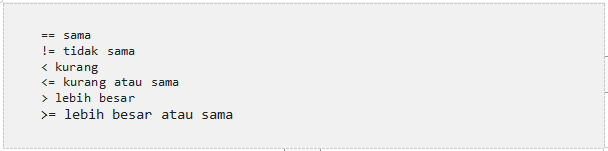 == sama
!= tidak sama
< kurang
<= kurang atau sama
> lebih besar
>= lebih besar atau sama